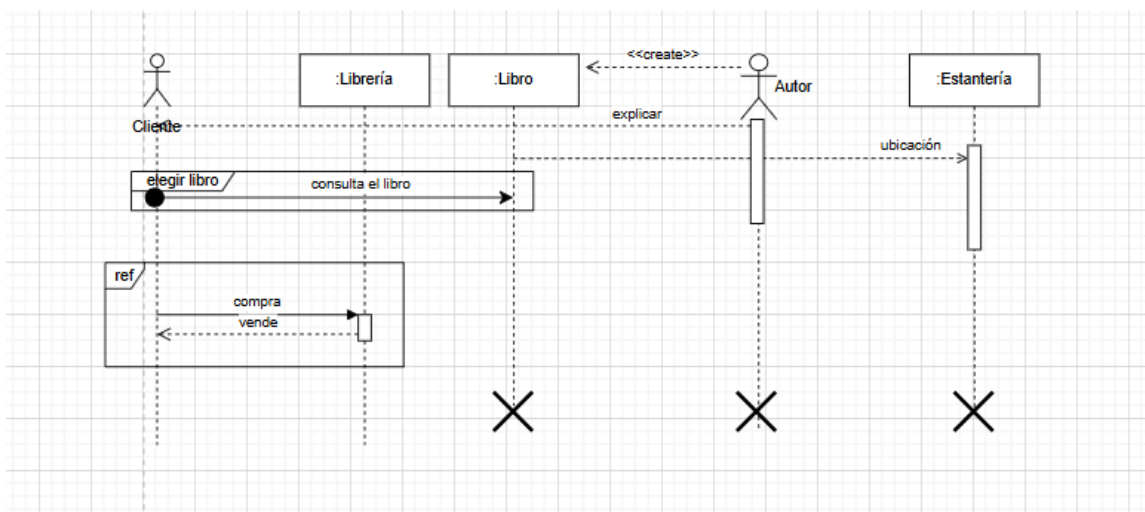 <<create>>
:Librería
:Libro
Autor
:Estantería
explicar
Cliente
ubicación
elegir libro
consulta el libro
ref
compra
vende